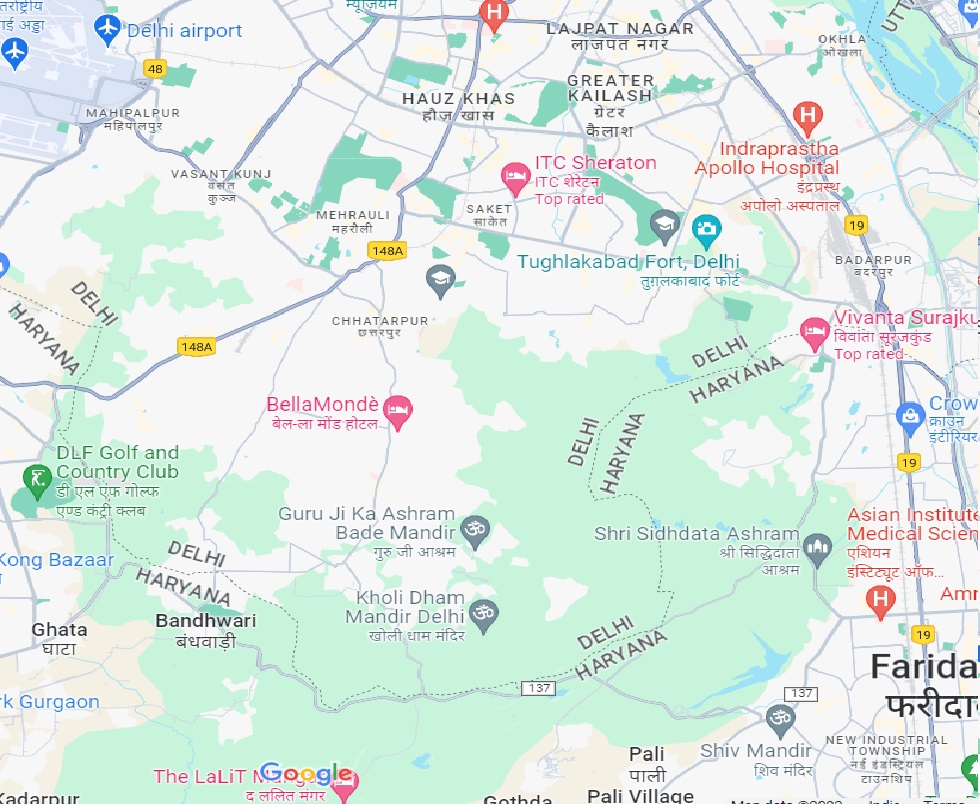 तर्राष्ट्रीय
ाई अड्डा
म्यूज़ियम
Delhi airport
48
H
LAJPAT NAGAR
लाजपत नगर
OKHLA
ओखला
UTT
MAHIPALPUR
महिपालपुर
HAUZ KHAS
हौज़ खास
GREATER
KAILASH
ग्रेटर
कैलाश
H
Indraprastha
Apollo Hospital
इंद्रप्रस्थ
अपोलो अस्पताल
ITC Sheraton
ITC शेरेटन
Top rated
VASANT KUNJ
वसंत
कुञ्ज
MEHRAULI
महरौली
SAKET
साकेत
148A
19
Tughlakabad Fort, Delhi
तुग़लकाबाद फोर्ट
BADARPUR
बदरपुर
DELHI
HARYANA
CHHATARPUR
छत्तरपुर
148A
Vivanta Surajku
विवांता सूरजकुंड
Top rated
DELHI
HARYANA
BellaMondè
बेल-ला मोंड होटल
Crow
क्राउन
इंटीरियर
DELHI
HARYANA
19
DLF Golf and
Country Club
डी एल एफ गोल्फ
एण्ड कंट्री क्लब
Guru Ji Ka Ashram
Bade Mandir
गुरु जी आश्रम
Shri Sidhdata Ashram
श्री सिद्धिदाता
आश्रम
Asian Institute
Medical Scien
एशियन
इंस्टिट्यूट ऑफ...
Kong Bazaar
DELHI
HARYANA
Kholi Dham
Mandir Delhi
खोली धाम मंदिर
H
Amr
Ghata
घाटा
Bandhwari
बंधवाड़ी
DELHI
HARYANA
19
Farida
फरीदा
rk Gurgaon
137
137
Shiv Mandir
शिव मंदिर
NEW INDUSTRIAL
TOWNSHIP
नई इंडस्ट्रियल
टाउनशिप
Pali
पाली
Pali Village
Google
The LaLiT Mangar
द ललित मंगर
Kadarpur
Gothda